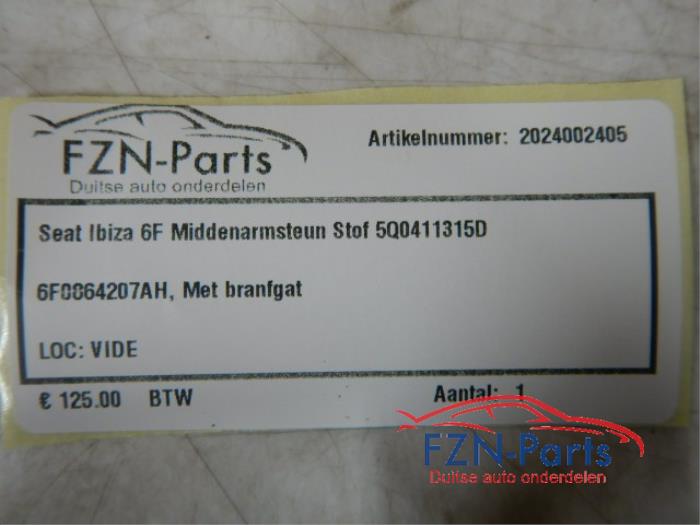 FZN-Parts
Duitse auto onderdelen
Artikelnummer: 2024002405
Seat Ibiza 6F Middenarmsteun Stof 5Q0411315D
6F0864207AH, Met branfgat
LOC: VIDE
€ 125.00 BTW
Aantal: 1
FZN-Parts
Duitse auto onderdelen